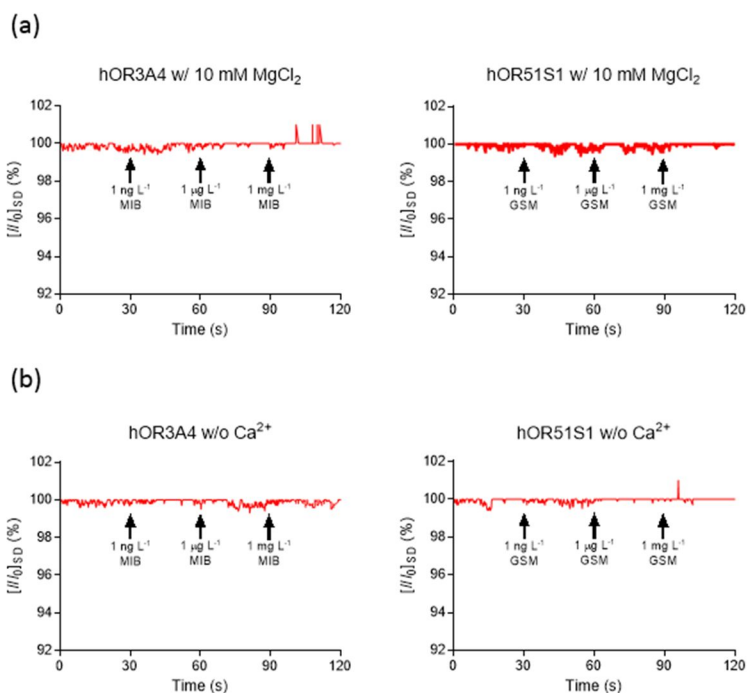 (a)
hOR3A4 w/ 10 mM MgCl₂
[I/I₀]SD (%)
102
100
98
96
94
92
1 ng L⁻¹ 1 μg L⁻¹ 1 mg L⁻¹
MIB MIB MIB
0 30 60 90 120
Time (s)
hOR51S1 w/ 10 mM MgCl₂
[I/I₀]SD (%)
102
100
98
96
94
92
1 ng L⁻¹ 1 μg L⁻¹ 1 mg L⁻¹
GSM GSM GSM
0 30 60 90 120
Time (s)
(b)
hOR3A4 w/o Ca²⁺
[I/I₀]SD (%)
102
100
98
96
94
92
1 ng L⁻¹ 1 μg L⁻¹ 1 mg L⁻¹
MIB MIB MIB
0 30 60 90 120
Time (s)
hOR51S1 w/o Ca²⁺
[I/I₀]SD (%)
102
100
98
96
94
92
1 ng L⁻¹ 1 μg L⁻¹ 1 mg L⁻¹
GSM GSM GSM
0 30 60 90 120
Time (s)